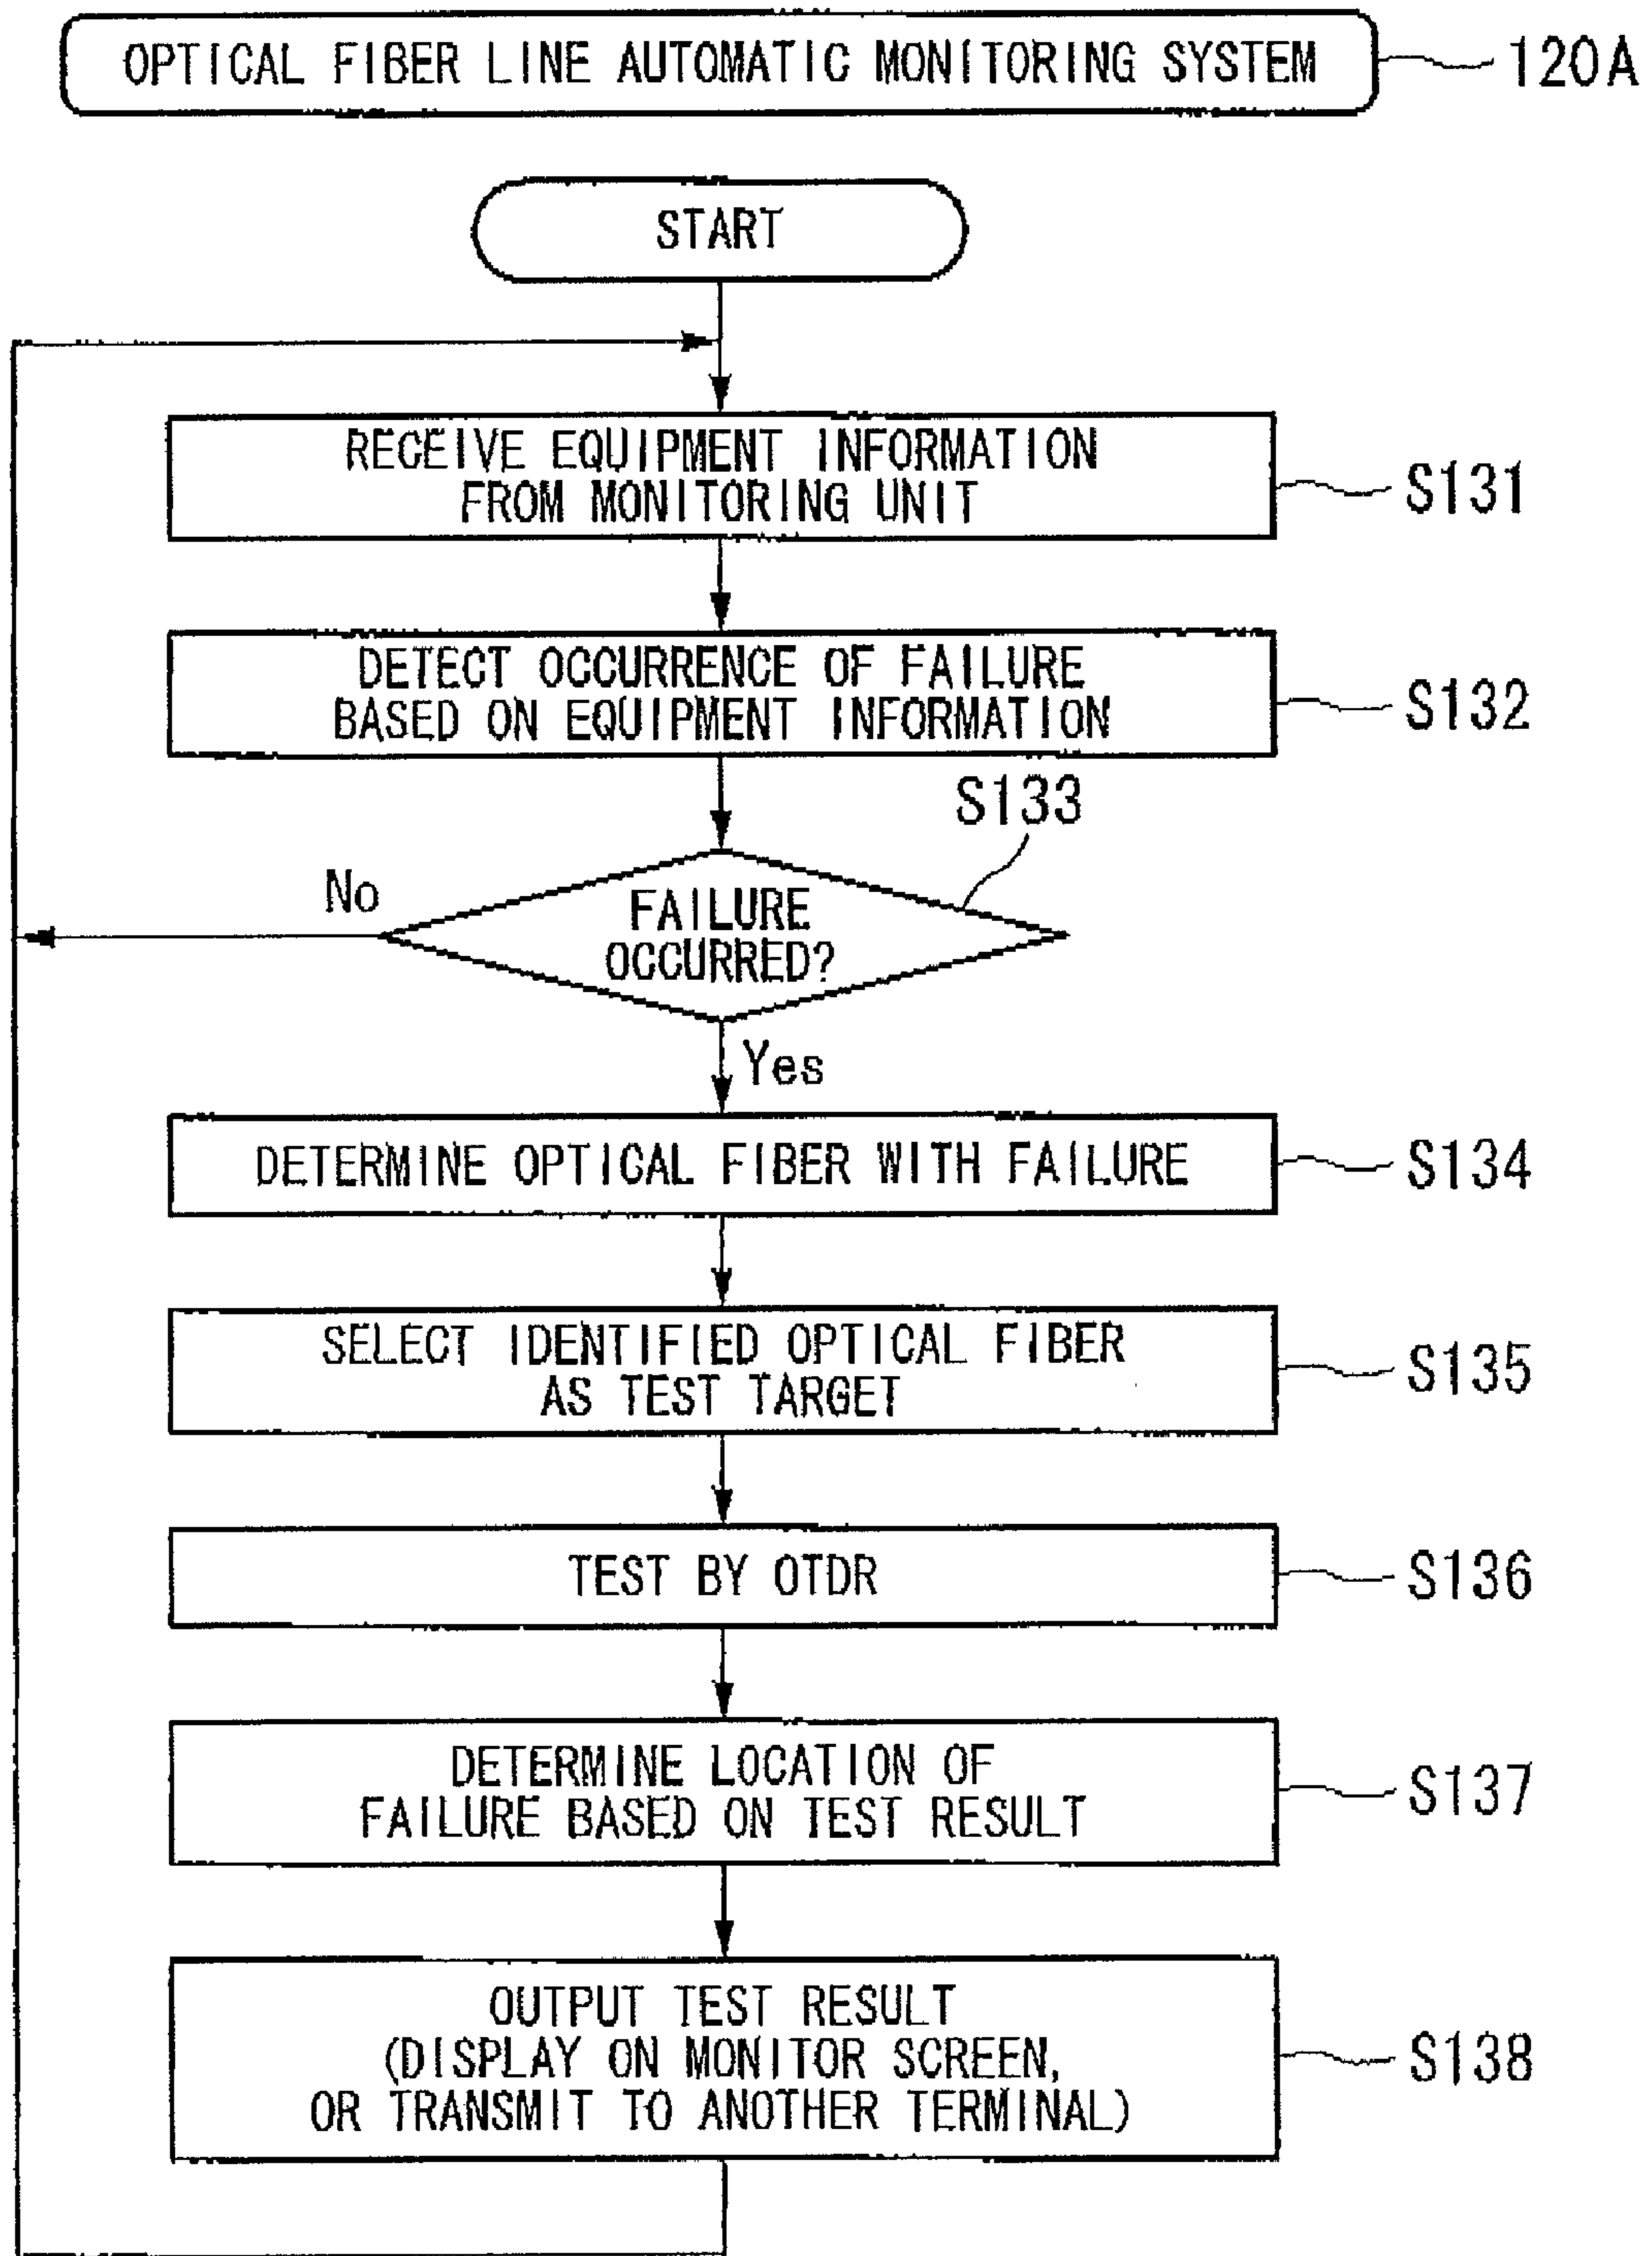 OPTICAL FIBER LINE AUTOMATIC MONITORING SYSTEM
120A
START
RECEIVE EQUIPMENT INFORMATION
FROM MONITORING UNIT
S131
DETECT OCCURRENCE OF FAILURE
BASED ON EQUIPMENT INFORMATION
S132
S133
No
FAILURE
OCCURRED?
Yes
DETERMINE OPTICAL FIBER WITH FAILURE
S134
SELECT IDENTIFIED OPTICAL FIBER
AS TEST TARGET
S135
TEST BY OTDR
S136
DETERMINE LOCATION OF
FAILURE BASED ON TEST RESULT
S137
OUTPUT TEST RESULT
(DISPLAY ON MONITOR SCREEN,
OR TRANSMIT TO ANOTHER TERMINAL)
S138